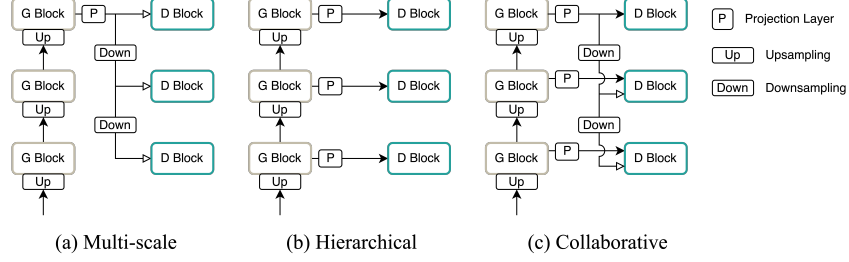 G Block P D Block
Up
Down
G Block D Block
Up
Down
G Block D Block
Up
(a) Multi-scale
G Block P D Block
Up
G Block P D Block
Up
G Block P D Block
Up
(b) Hierarchical
G Block P D Block
Up
Down
G Block P D Block
Up
Down
G Block P D Block
Up
(c) Collaborative
P Projection Layer
Up Upsampling
Down Downsampling